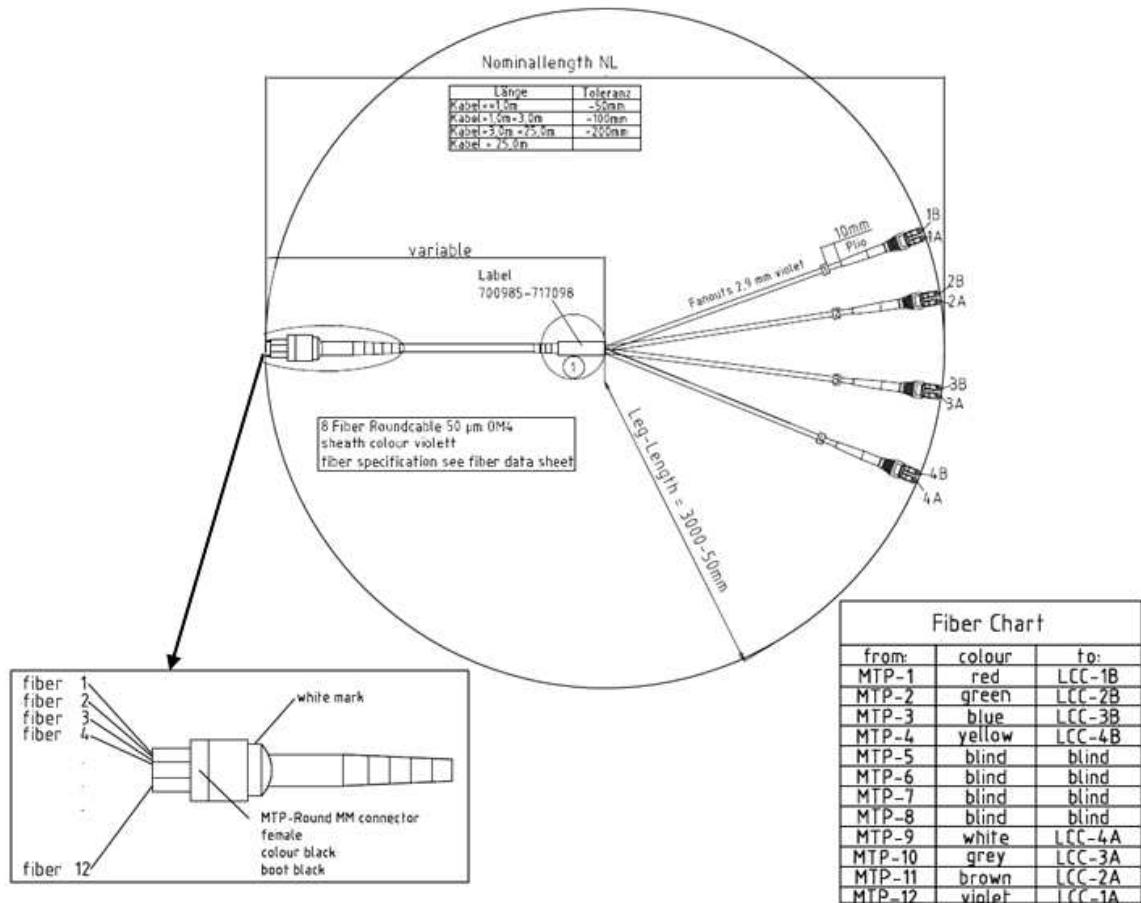 Nominallength NL
Länge Toleranz
Kabel<=1,0m -50mm
Kabel>1,0m-3,0m -100mm
Kabel>3,0m -25,0m -200mm
Kabel > 25,0m
variable
Label
700985-717098
1
10mm
Plio
Fanouts 2,9 mm violet
1B
1A
2B
2A
3B
3A
4B
4A
Leg-Length = 3000-50mm
8 Fiber Roundcable 50 µm OM4
sheath colour violett
fiber specification see fiber data sheet
fiber 1
fiber 2
fiber 3
fiber 4
fiber 12
white mark
MTP-Round MM connector
female
colour black
boot black
Fiber Chart
from: colour to:
MTP-1 red LCC-1B
MTP-2 green LCC-2B
MTP-3 blue LCC-3B
MTP-4 yellow LCC-4B
MTP-5 blind blind
MTP-6 blind blind
MTP-7 blind blind
MTP-8 blind blind
MTP-9 white LCC-4A
MTP-10 grey LCC-3A
MTP-11 brown LCC-2A
MTP-12 violet LCC-1A